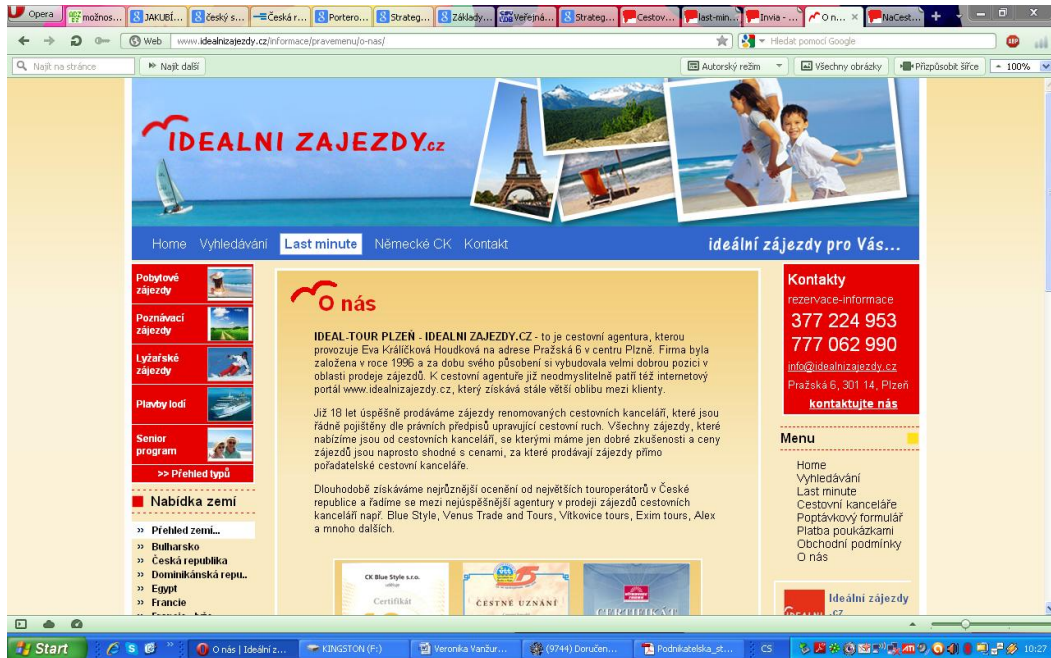 Opera
možnos...
JAKUBÍ...
český s...
Česká r...
Portero...
Strateg...
Základy...
Veřejná...
Strateg...
Cestov...
last-min...
Invia - ...
O n...
NaCest...
Web
www.idealnizajezdy.cz/informace/pravemenu/o-nas/
Hledat pomocí Google
Najít na stránce
Najít další
Autorský režim
Všechny obrázky
Přizpůsobit šířce
100%
IDEALNI ZAJEZDY.cz
Home Vyhledávání Last minute Německé CK Kontakt
ideální zájezdy pro Vás...
Pobytové
zájezdy
Poznávací
zájezdy
Lyžařské
zájezdy
Plavby lodí
Senior
program
>> Přehled typů
Nabídka zemí
›› Přehled zemí...
›› Bulharsko
›› Česká republika
›› Dominikánská repu..
›› Egypt
›› Francie
O nás
IDEAL-TOUR PLZEŇ - IDEALNI ZAJEZDY.CZ - to je cestovní agentura, kterou
provozuje Eva Králíčková Houdková na adrese Pražská 6 v centru Plzně. Firma byla
založena v roce 1996 a za dobu svého působení si vybudovala velmi dobrou pozici v
oblasti prodeje zájezdů. K cestovní agentuře již neodmyslitelně patří též internetový
portál www.idealnizajezdy.cz, který získává stále větší oblibu mezi klienty.
Již 18 let úspěšně prodáváme zájezdy renomovaných cestovních kanceláří, které jsou
řádně pojištěny dle právních předpisů upravující cestovní ruch. Všechny zájezdy, které
nabízíme jsou od cestovních kanceláří, se kterými máme jen dobré zkušenosti a ceny
zájezdů jsou naprosto shodné s cenami, za které prodávají zájezdy přímo
pořadatelské cestovní kanceláře.
Dlouhodobě získáváme nejrůznější ocenění od největších touroperátorů v České
republice a řadíme se mezi nejúspěšnější agentury v prodeji zájezdů cestovních
kanceláří např. Blue Style, Venus Trade and Tours, Vítkovice tours, Exim tours, Alex
a mnoho dalších.
CK Blue Style s.r.o.
Certifikát
ČESTNÉ UZNÁNÍ
CERTIFIKÁT
Kontakty
rezervace-informace
377 224 953
777 062 990
info@idealnizajezdy.cz
Pražská 6, 301 14, Plzeň
kontaktujte nás
Menu
Home
Vyhledávání
Last minute
Cestovní kanceláře
Poptávkový formulář
Platba poukázkami
Obchodní podmínky
O nás
Ideální zájezdy
.cz
Start
O nás | Ideální z...
KINGSTON (F:)
Veronika Vanžur...
(9744) Doručen...
Podnikatelska_st...
CS
10:27